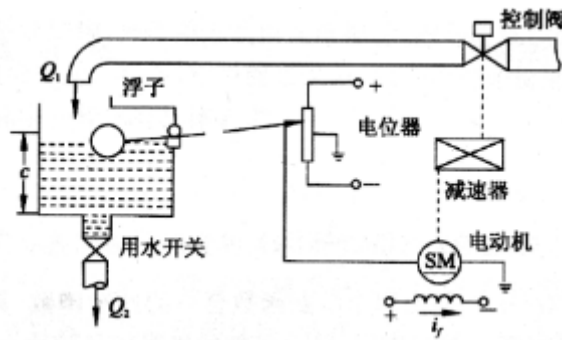 控制阀
Q₁
浮子
+
电位器
c
减速器
−
用水开关
电动机
SM
Q₂
+
−
i_f